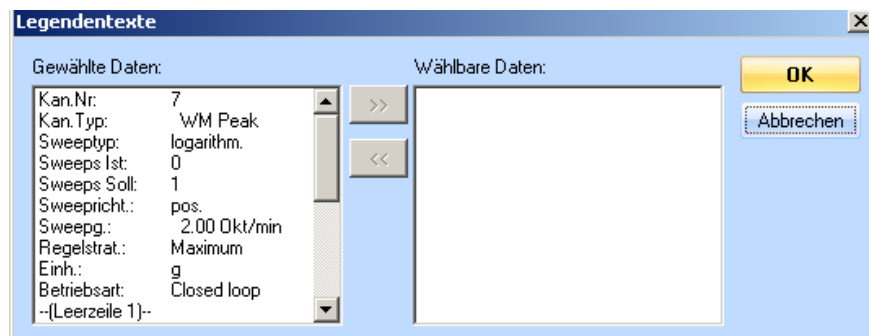 Legendentexte
Gewählte Daten:
Kan.Nr: 7
Kan.Typ: WM Peak
Sweeptyp: logarithm.
Sweeps Ist: 0
Sweeps Soll: 1
Sweepricht.: pos.
Sweepg.: 2.00 Okt/min
Regelstrat.: Maximum
Einh.: g
Betriebsart: Closed loop
--(Leerzeile 1)--
>>
<<
Wählbare Daten:
OK
Abbrechen